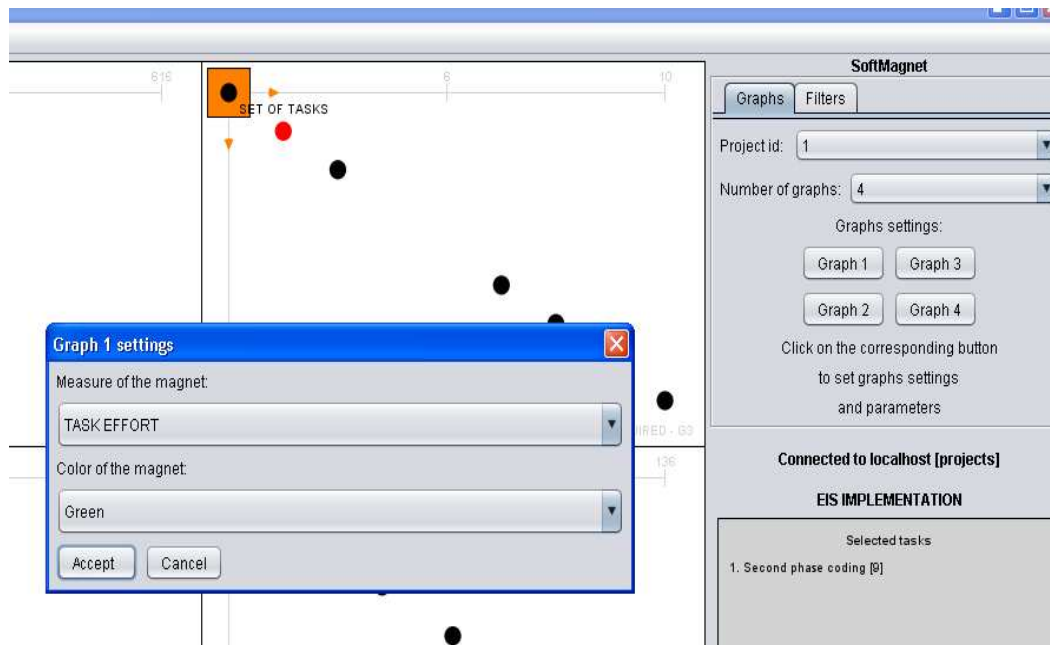 616
6
10
SET OF TASKS
SoftMagnet
Graphs Filters
Project id: 1
Number of graphs: 4
Graphs settings:
Graph 1 Graph 3
Graph 2 Graph 4
Click on the corresponding button
to set graphs settings
and parameters
Graph 1 settings
Measure of the magnet:
TASK EFFORT
Color of the magnet:
Green
Accept Cancel
- G3
136
Connected to localhost [projects]
EIS IMPLEMENTATION
Selected tasks
1. Second phase coding [9]